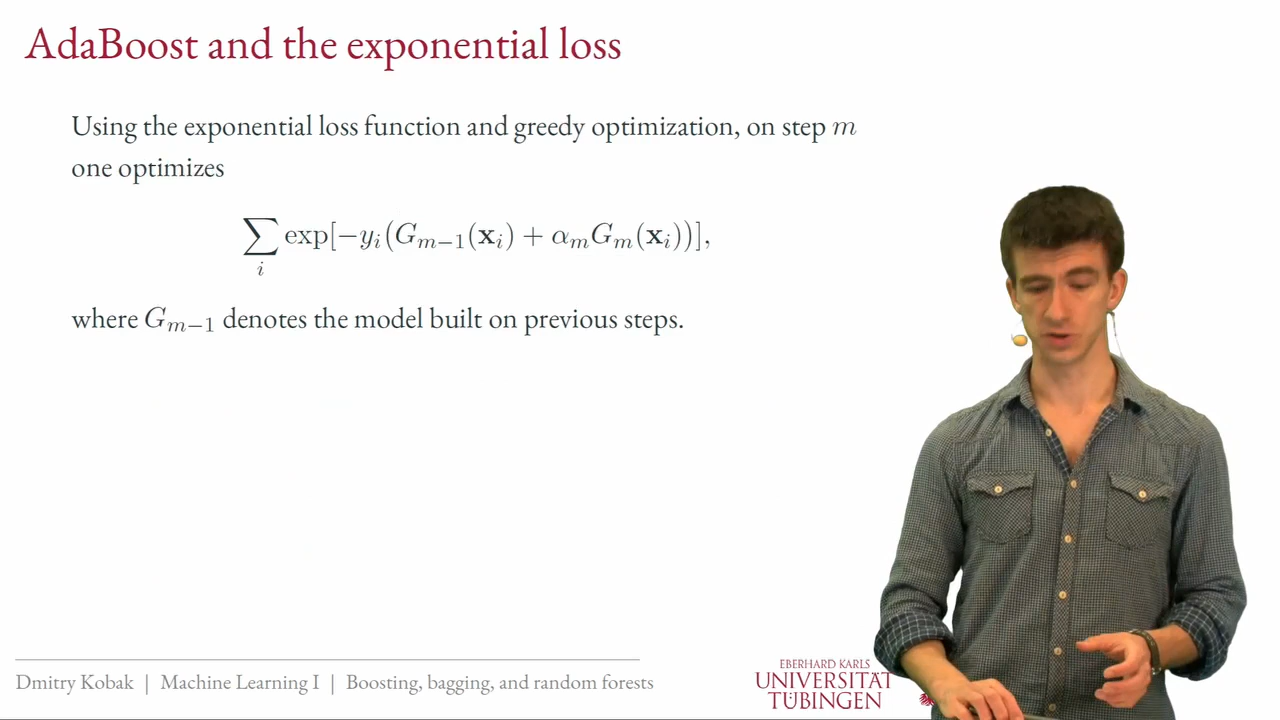 AdaBoost and the exponential loss
Using the exponential loss function and greedy optimization, on step m
one optimizes
∑_i exp[−y_i(G_{m−1}(𝐱_i) + α_m G_m(𝐱_i))],
where G_{m−1} denotes the model built on previous steps.
Dmitry Kobak | Machine Learning I | Boosting, bagging, and random forests
EBERHARD KARLS
UNIVERSITÄT
TÜBINGEN